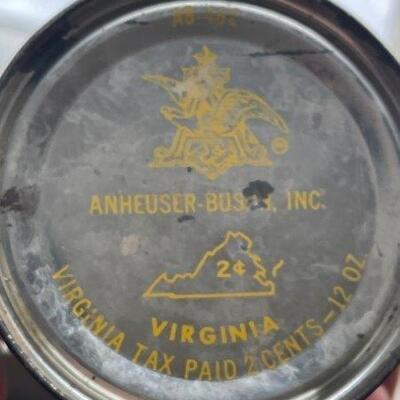 ANHEUSER-BUSCH, INC.
2¢
VIRGINIA
VIRGINIA TAX PAID 2 CENTS-12 OZ.